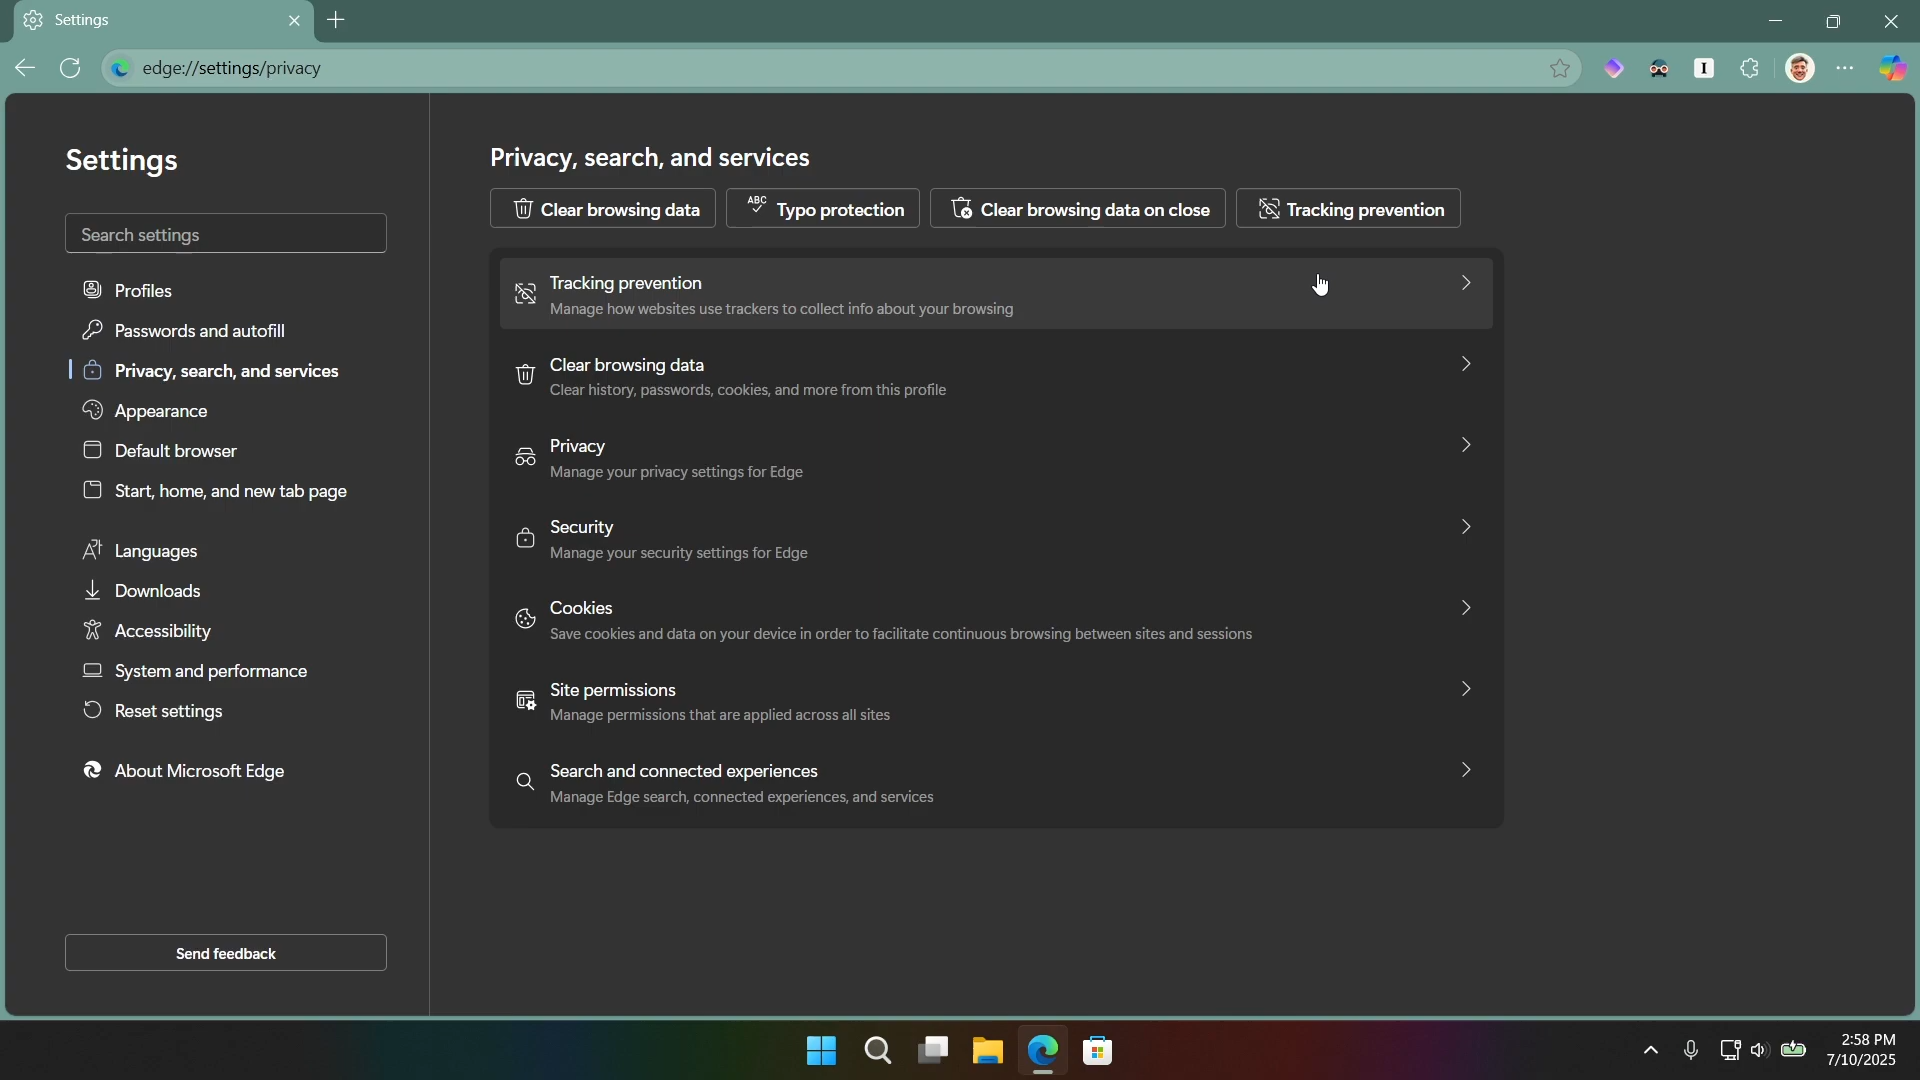 Settings
edge://settings/privacy
Settings
Search settings
Profiles
Passwords and autofill
Privacy, search, and services
Appearance
Default browser
Start, home, and new tab page
Languages
Downloads
Accessibility
System and performance
Reset settings
About Microsoft Edge
Send feedback
Privacy, search, and services
Clear browsing data
ABC Typo protection
Clear browsing data on close
Tracking prevention
Tracking prevention
Manage how websites use trackers to collect info about your browsing
Clear browsing data
Clear history, passwords, cookies, and more from this profile
Privacy
Manage your privacy settings for Edge
Security
Manage your security settings for Edge
Cookies
Save cookies and data on your device in order to facilitate continuous browsing between sites and sessions
Site permissions
Manage permissions that are applied across all sites
Search and connected experiences
Manage Edge search, connected experiences, and services
2:58 PM
7/10/2025